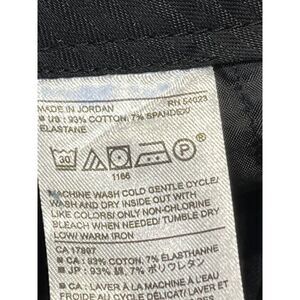 MADE IN JORDAN RN 54023
■ US : 93% COTTON, 7% SPANDEX/
ELASTANE
30 P
1166
MACHINE WASH COLD GENTLE CYCLE/
WASH AND DRY INSIDE OUT WITH
LIKE COLORS/ ONLY NON-CHLORINE
BLEACH WHEN NEEDED/ TUMBLE DRY
LOW/ WARM IRON
CA 17897
■ CA : 93% COTON, 7% ÉLASTHANNE
■ JP : 93% 綿, 7% ポリウレタン
■ CA : LAVER À LA MACHINE À L'EAU
FROIDE CYCLE DÉLICAT/ LAVER ET